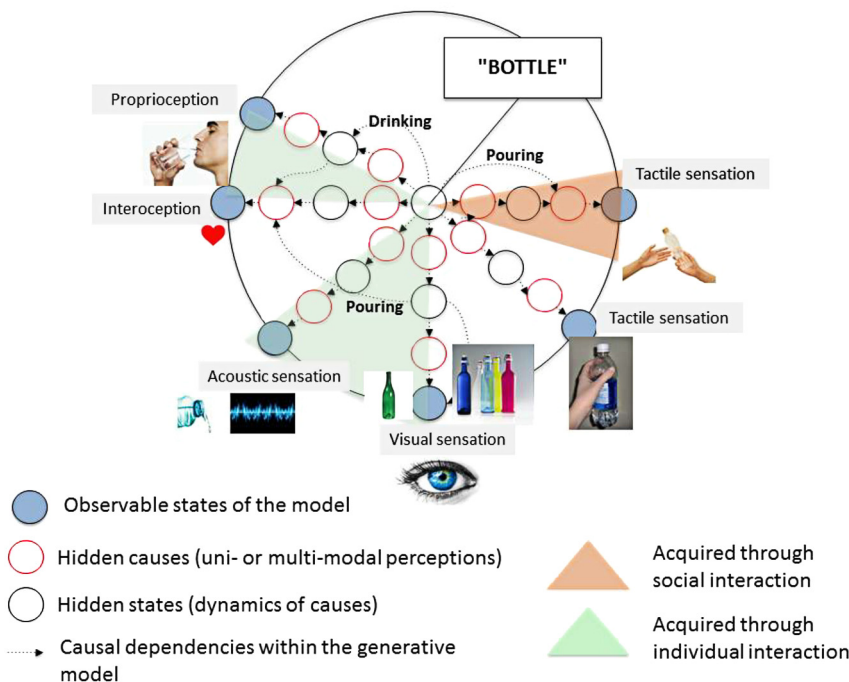 "BOTTLE"
Proprioception
Drinking
Pouring
Tactile sensation
Interoception
Pouring
Tactile sensation
Acoustic sensation
Visual sensation
Observable states of the model
Hidden causes (uni- or multi-modal perceptions)
Hidden states (dynamics of causes)
Causal dependencies within the generative
model
Acquired through
social interaction
Acquired through
individual interaction